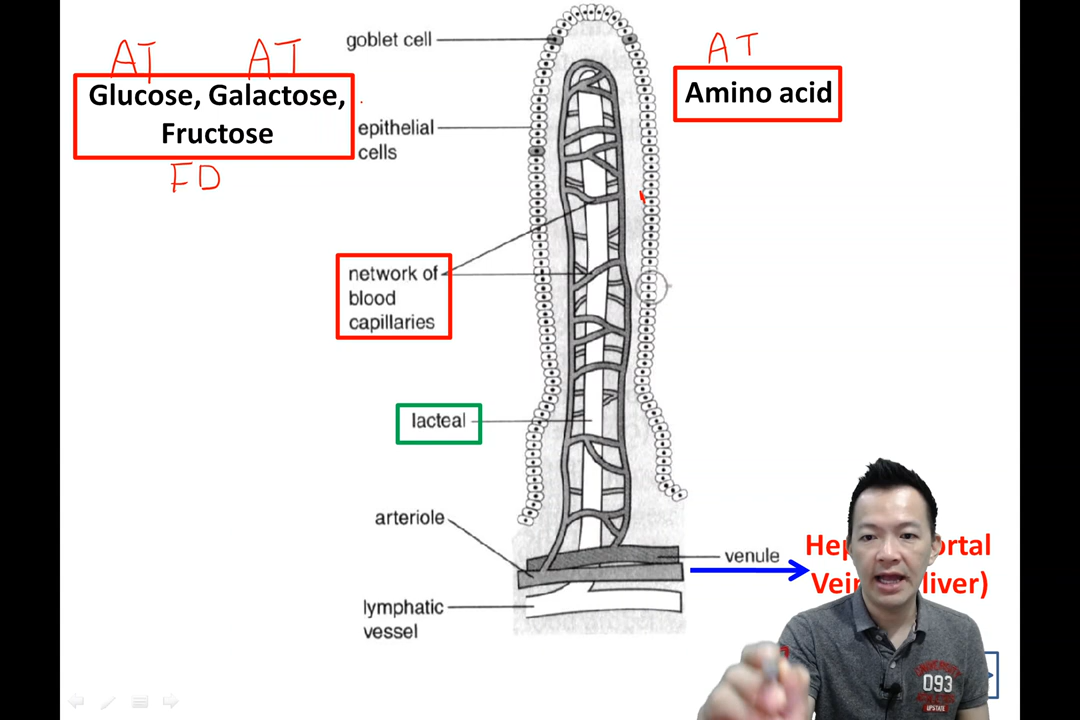 AT AT
Glucose, Galactose,
Fructose
FD
goblet cell
epithelial
cells
AT
Amino acid
network of
blood
capillaries
lacteal
arteriole
venule
lymphatic
vessel
093
UPSTATE